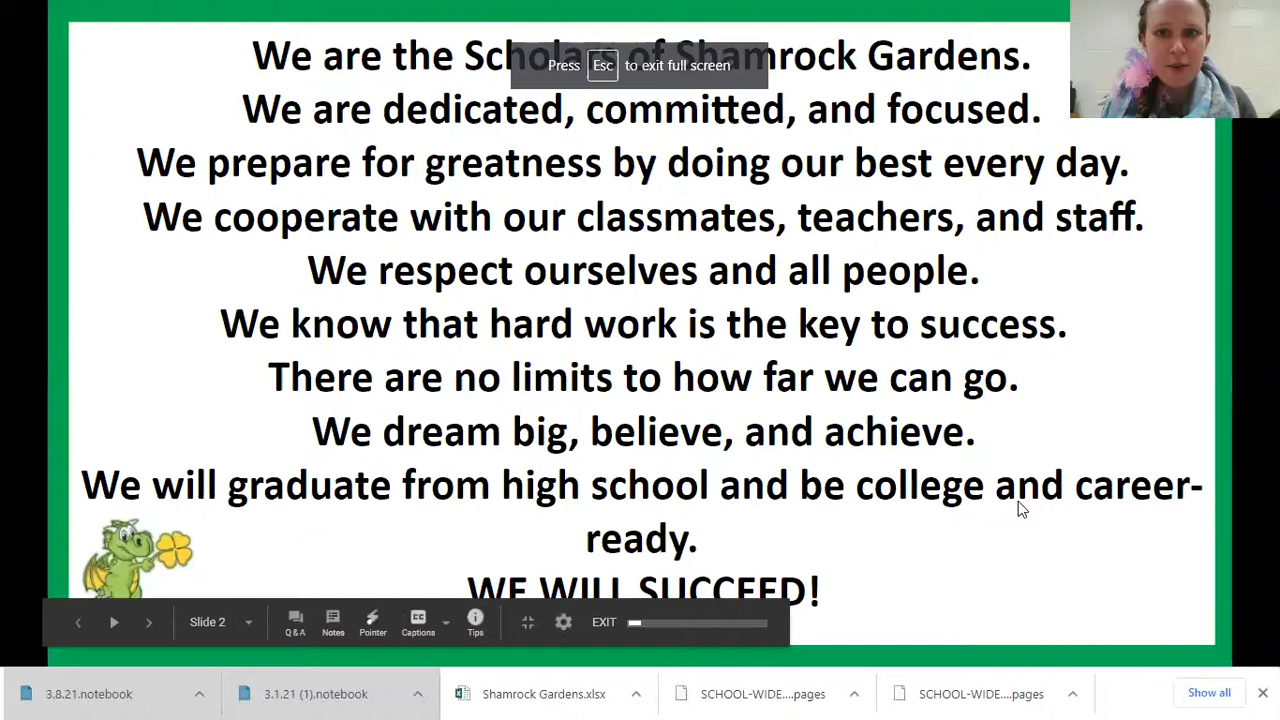 We are the Scholars of Shamrock Gardens.
Press Esc to exit full screen
We are dedicated, committed, and focused.
We prepare for greatness by doing our best every day.
We cooperate with our classmates, teachers, and staff.
We respect ourselves and all people.
We know that hard work is the key to success.
There are no limits to how far we can go.
We dream big, believe, and achieve.
We will graduate from high school and be college and career-
ready.
WE WILL SUCCEED!
Slide 2 Q&A Notes Pointer CC Captions Tips EXIT
3.8.21.notebook 3.1.21 (1).notebook Shamrock Gardens.xlsx SCHOOL-WIDE....pages SCHOOL-WIDE....pages Show all